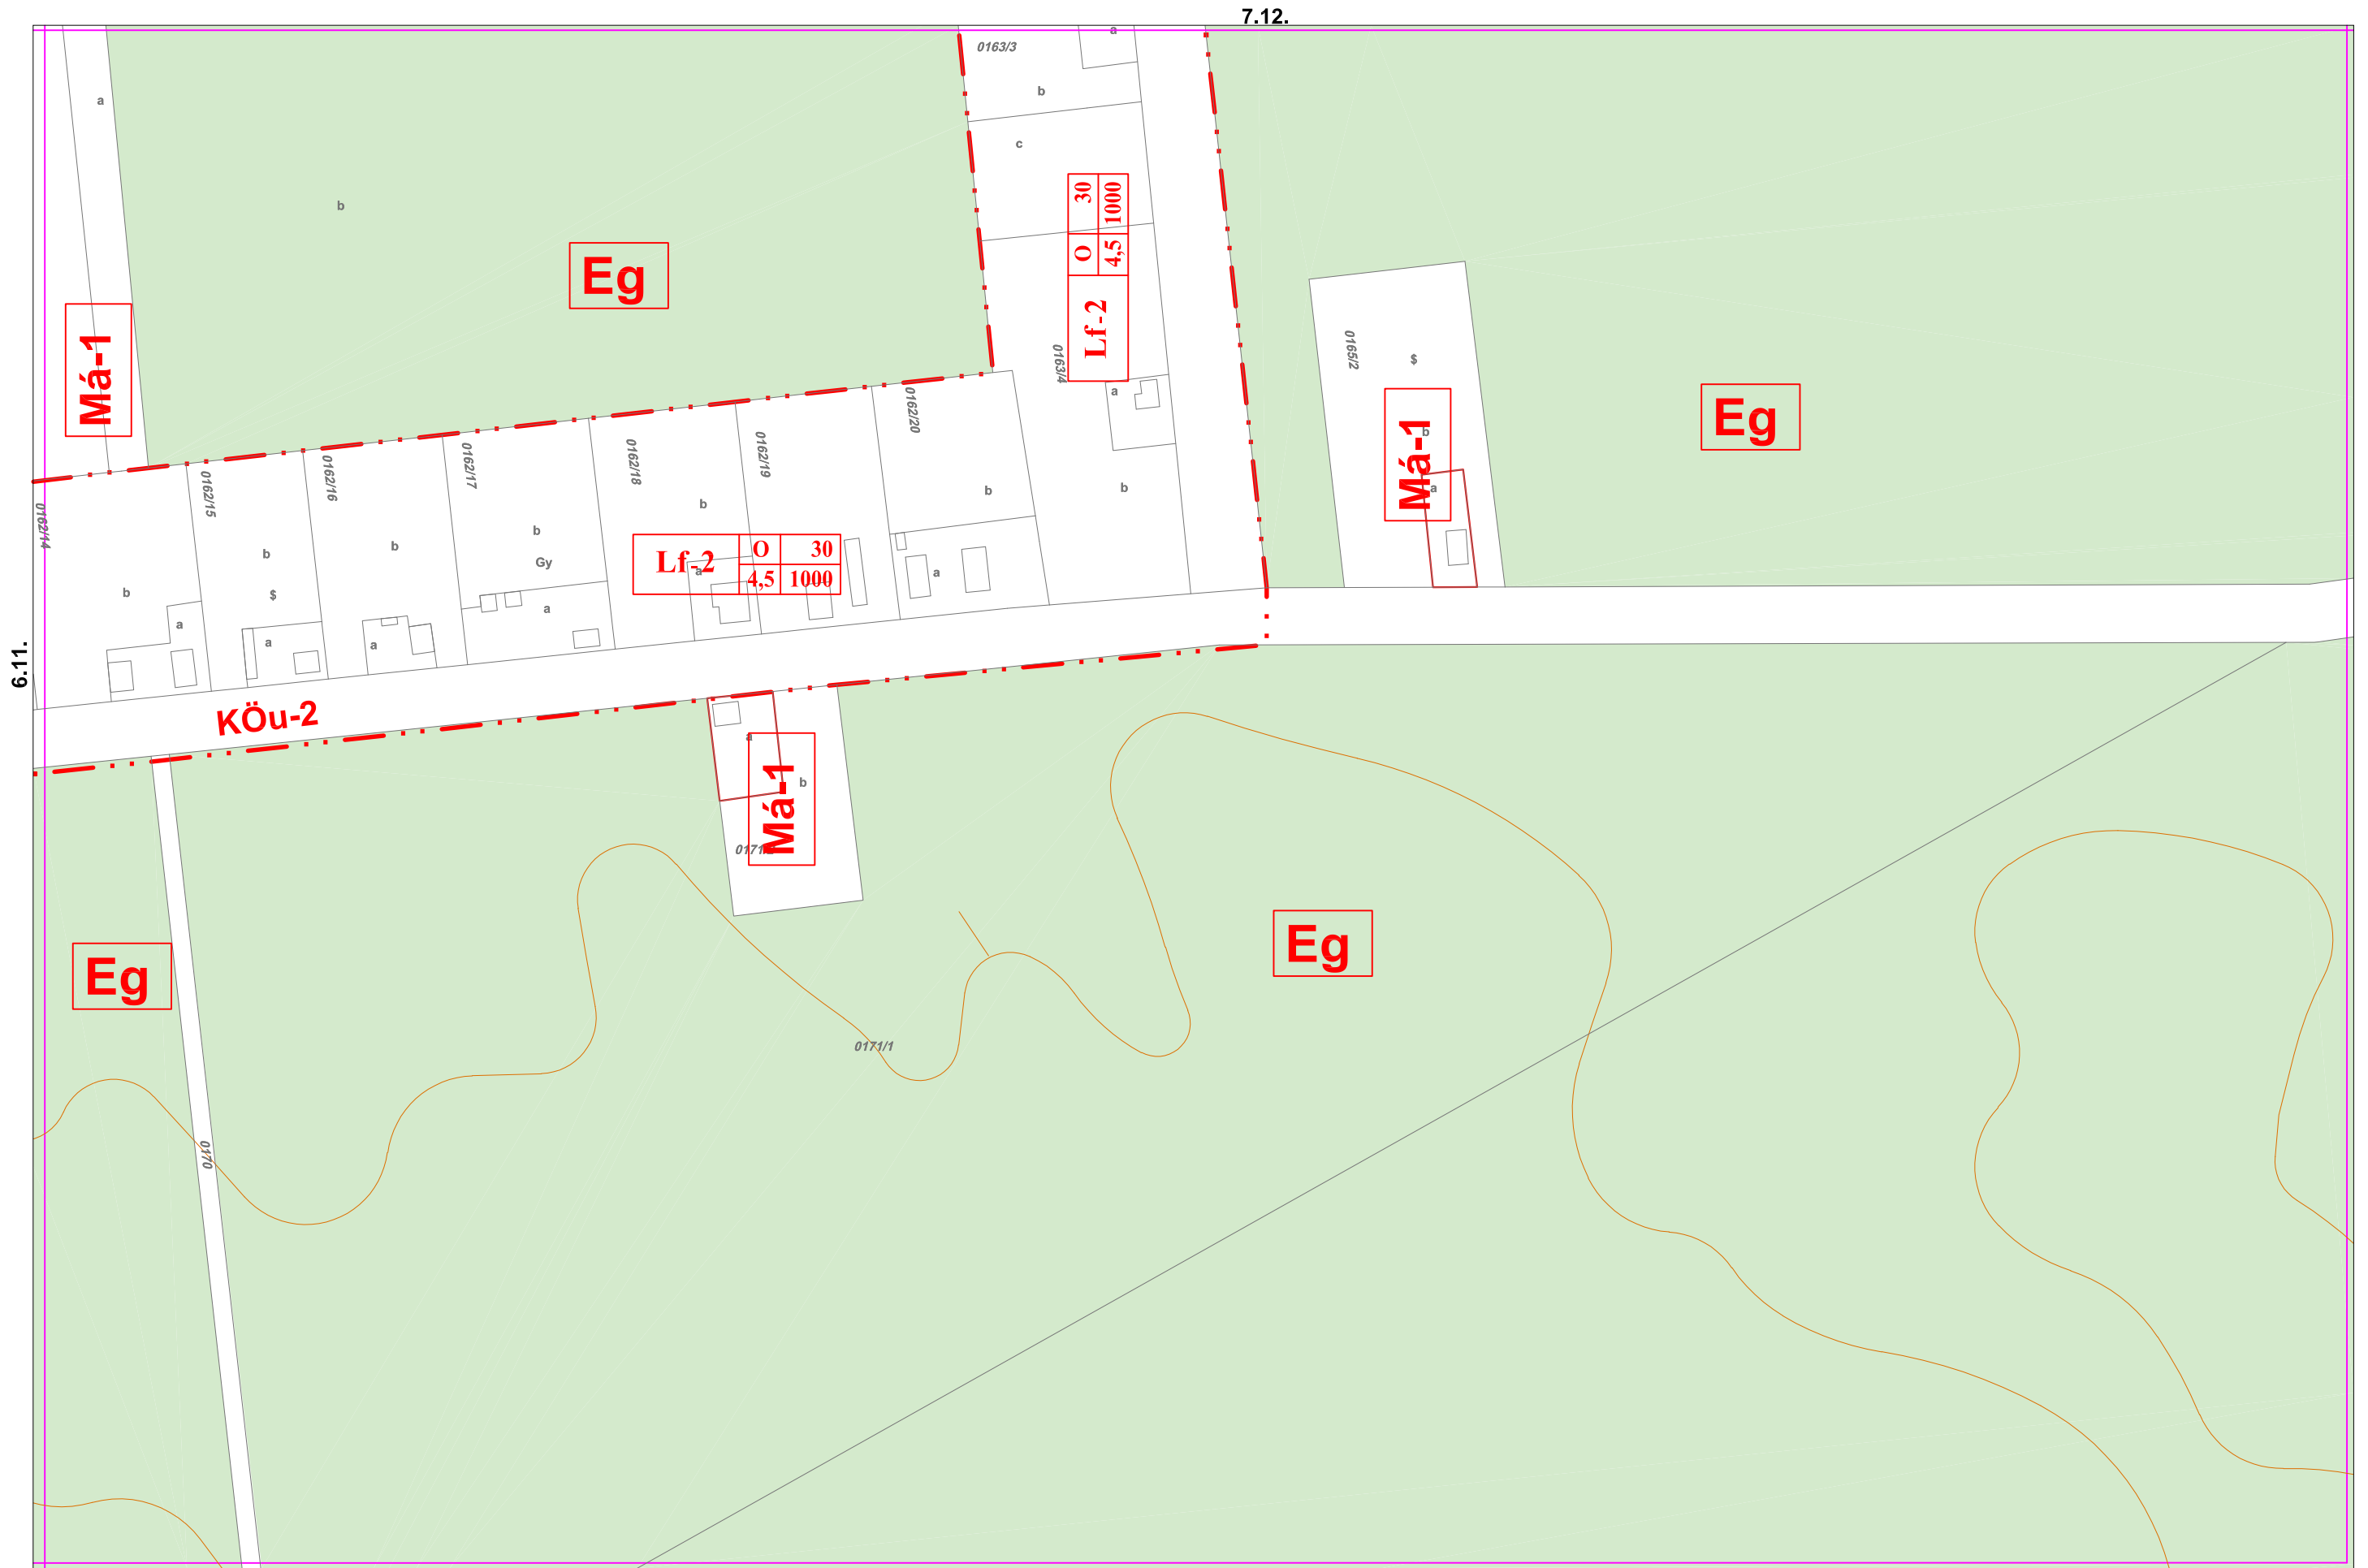 7.12.
a
0163/3
a
b
c
b
30
1000
O
4,5
Lf-2
Eg
Má-1
0163/4
0165/2
$
a
Eg
Má-1
b
a
0162/20
0162/19
0162/18
0162/17
0162/16
0162/15
0162/14
b
b
b
b
b
b
b
Gy
$
Lf-2
O
30
4,5
1000
a
a
a
a
a
a
6.11.
KÖu-2
a
b
Má-1
Eg
Eg
0171/1
0170